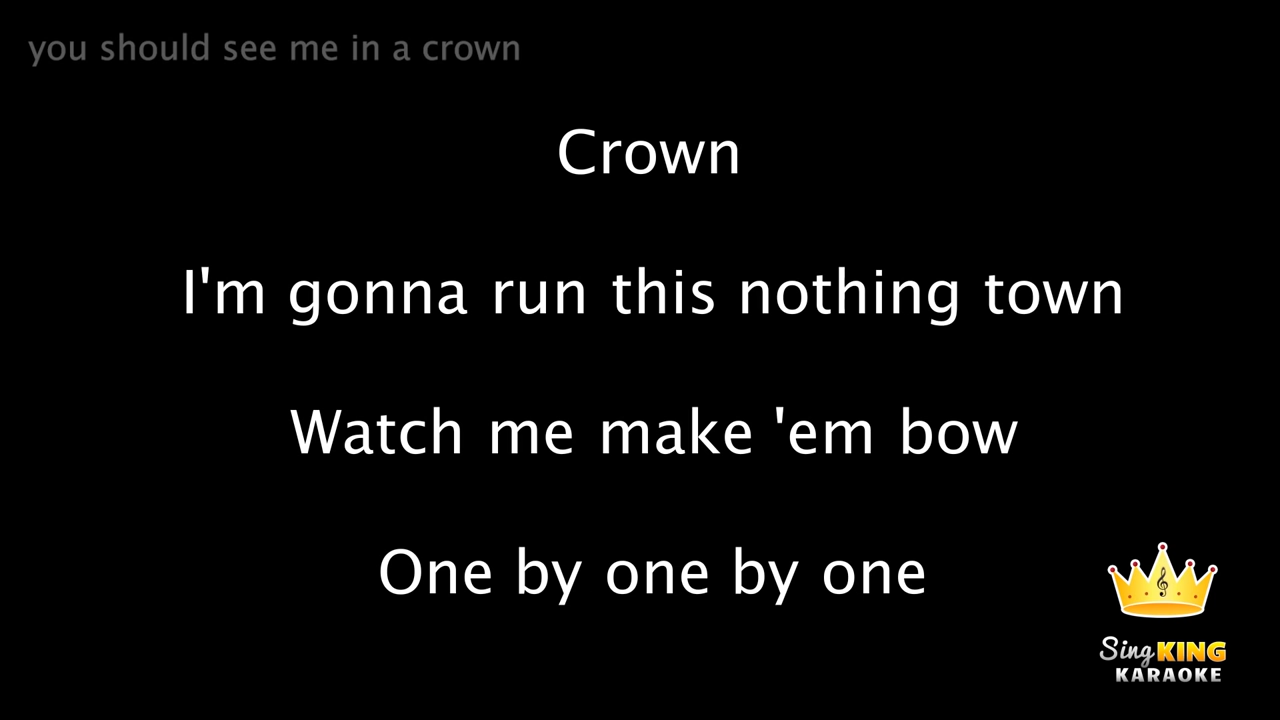 you should see me in a crown
Crown
I'm gonna run this nothing town
Watch me make 'em bow
One by one by one
Sing KING
KARAOKE